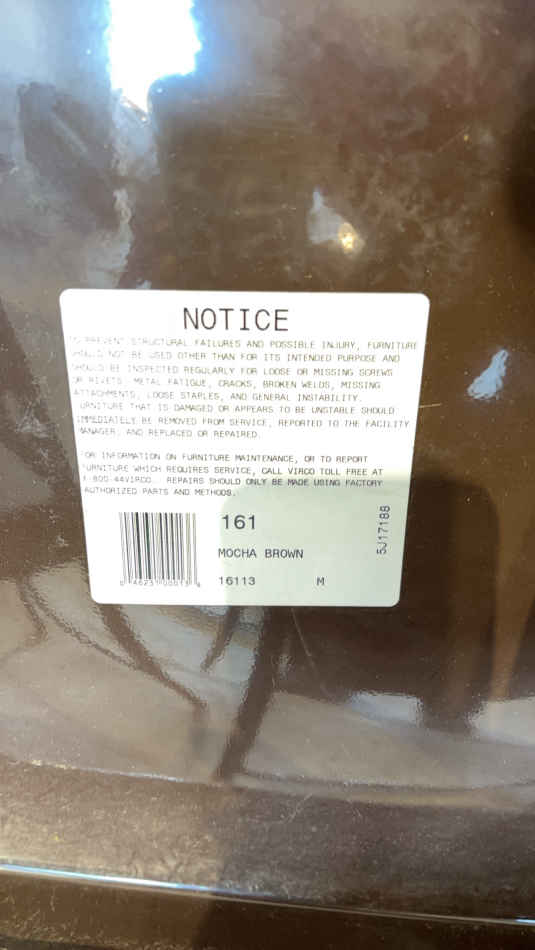 NOTICE
TO PREVENT STRUCTURAL FAILURES AND POSSIBLE INJURY, FURNITURE
SHOULD NOT BE USED OTHER THAN FOR ITS INTENDED PURPOSE AND
SHOULD BE INSPECTED REGULARLY FOR LOOSE OR MISSING SCREWS
OR RIVETS, METAL FATIGUE, CRACKS, BROKEN WELDS, MISSING
ATTACHMENTS, LOOSE STAPLES, AND GENERAL INSTABILITY.
FURNITURE THAT IS DAMAGED OR APPEARS TO BE UNSTABLE SHOULD
IMMEDIATELY BE REMOVED FROM SERVICE, REPORTED TO THE FACILITY
MANAGER, AND REPLACED OR REPAIRED.
FOR INFORMATION ON FURNITURE MAINTENANCE, OR TO REPORT
FURNITURE WHICH REQUIRES SERVICE, CALL VIRCO TOLL FREE AT
1-800-44VIRCO. REPAIRS SHOULD ONLY BE MADE USING FACTORY
AUTHORIZED PARTS AND METHODS.
161
5J17188
MOCHA BROWN
16113 M